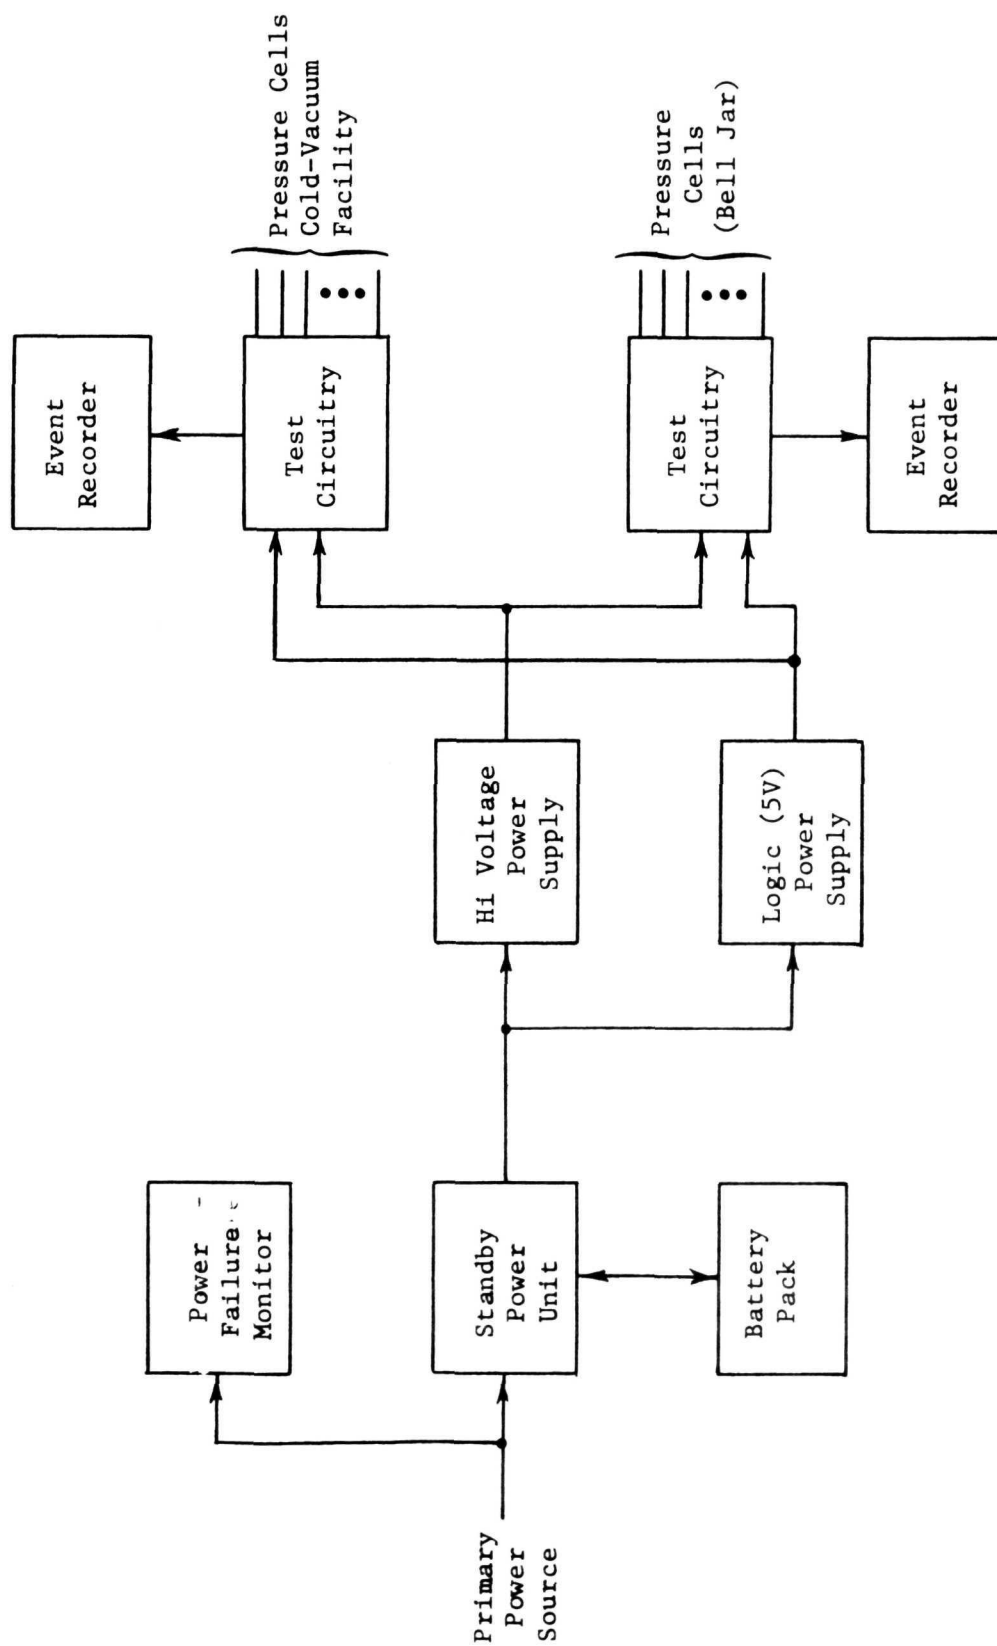 Primary
Power
Source
Power
Failure
Monitor
Standby
Power
Unit
Battery
Pack
Hi Voltage
Power
Supply
Logic (5V)
Power
Supply
Event
Recorder
Test
Circuitry
Pressure Cells
Cold-Vacuum
Facility
Test
Circuitry
Pressure
Cells
(Bell Jar)
Event
Recorder